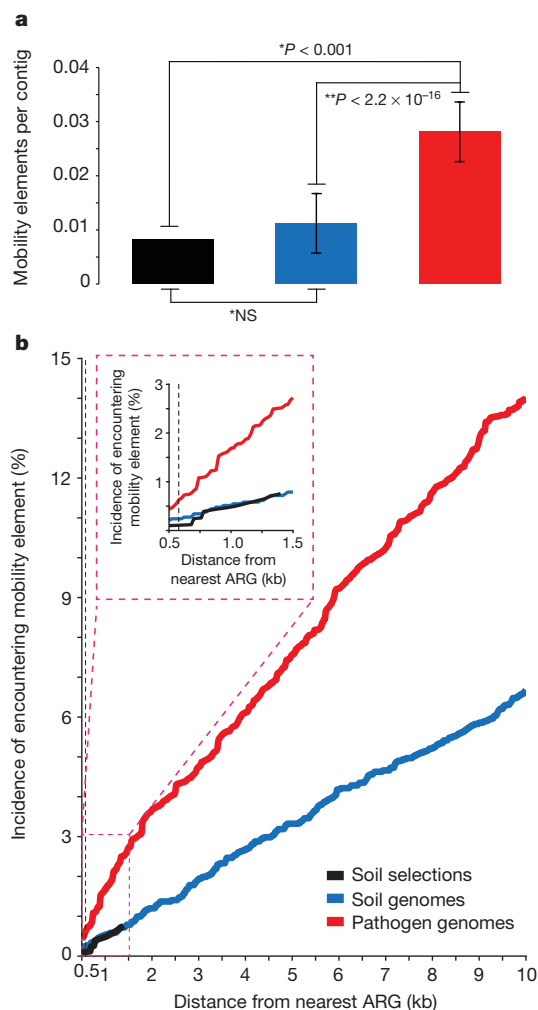 a
*P < 0.001
**P < 2.2 × 10⁻¹⁶
Mobility elements per contig
0.04
0.03
0.02
0.01
0
*NS
b
Incidence of encountering mobility element (%)
15
12
9
6
3
0
Incidence of encountering
mobility element (%)
3
2
1
0.5
1.0
1.5
Distance from
nearest ARG (kb)
Soil selections
Soil genomes
Pathogen genomes
0.5 1 2 3 4 5 6 7 8 9 10
Distance from nearest ARG (kb)